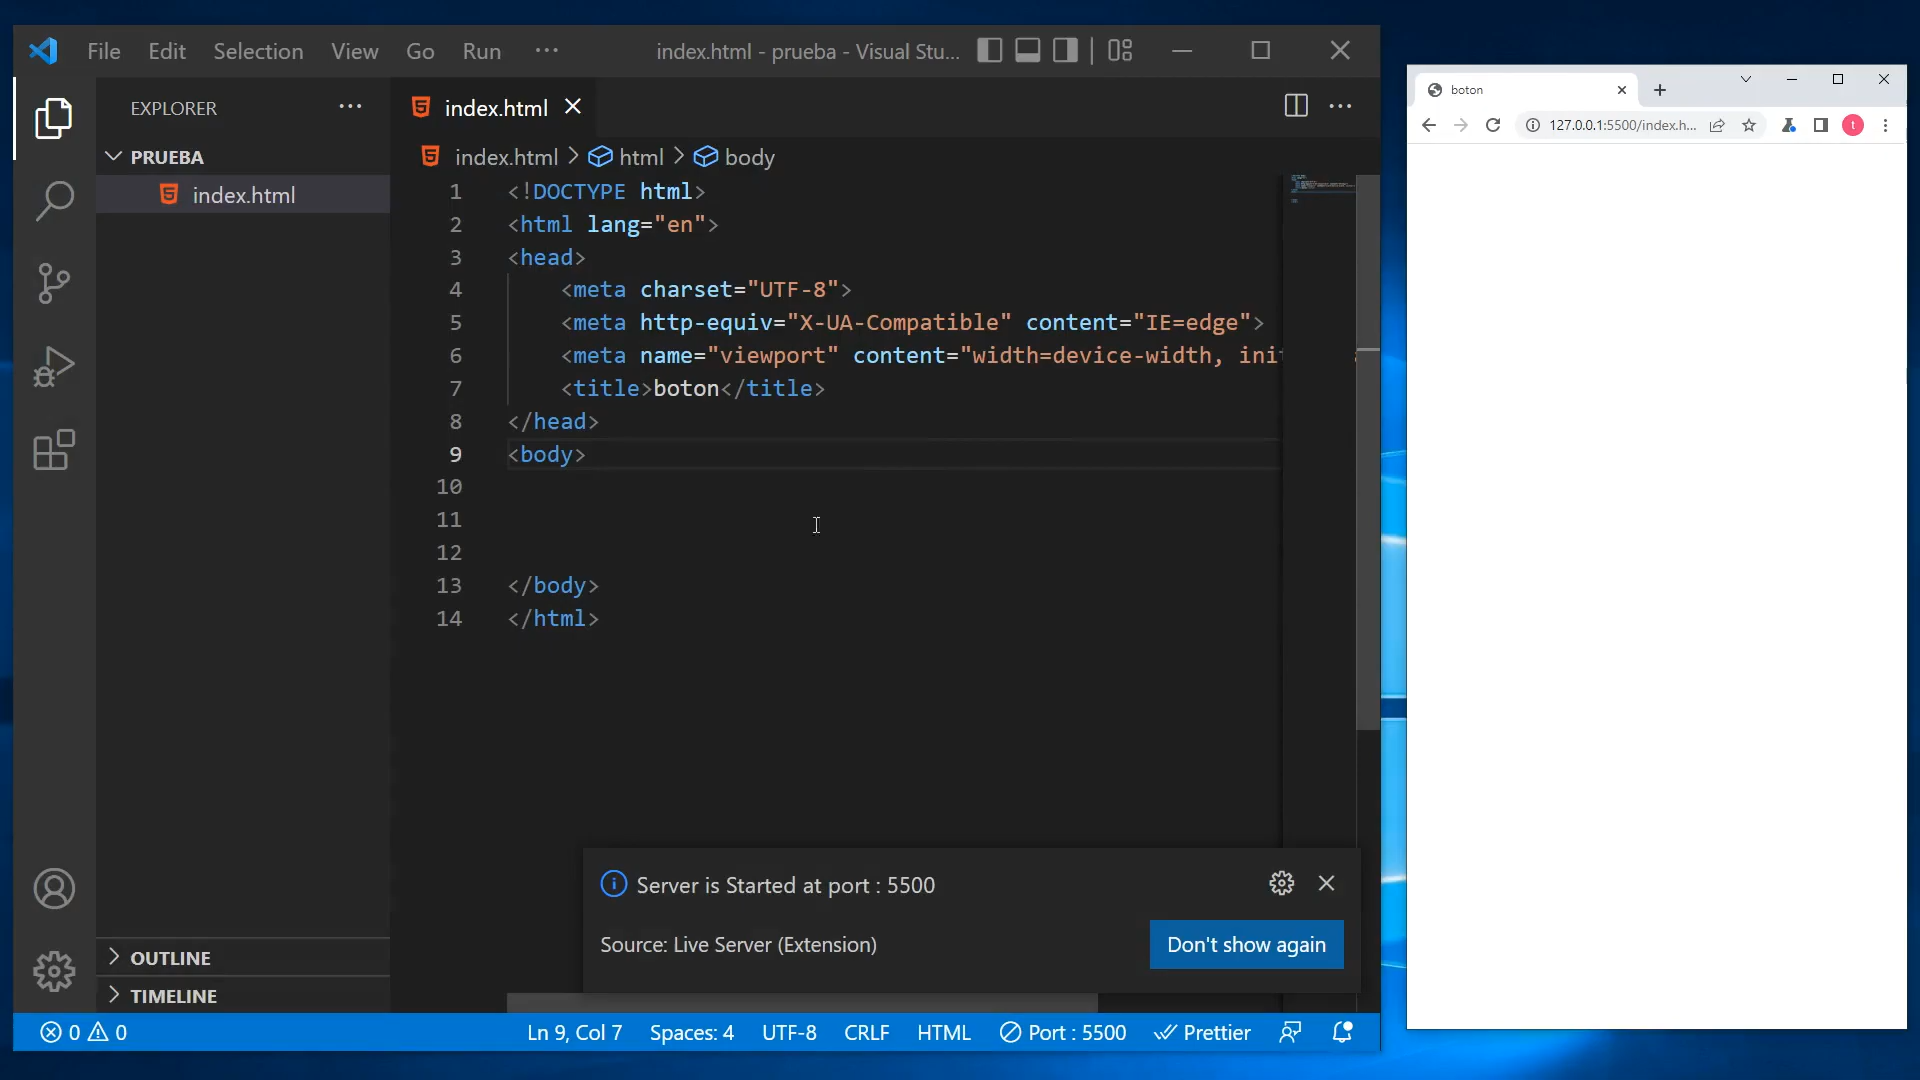 File Edit Selection View Go Run ··· index.html - prueba - Visual Stu...
EXPLORER ···
PRUEBA
index.html
OUTLINE
TIMELINE
index.html
index.html > html > body
1 <!DOCTYPE html>
2 <html lang="en">
3 <head>
4 <meta charset="UTF-8">
5 <meta http-equiv="X-UA-Compatible" content="IE=edge">
6 <meta name="viewport" content="width=device-width, ini
7 <title>boton</title>
8 </head>
9 <body>
10
11
12
13 </body>
14 </html>
Server is Started at port : 5500
Source: Live Server (Extension) Don't show again
0 0 Ln 9, Col 7 Spaces: 4 UTF-8 CRLF HTML Port : 5500 Prettier
boton
127.0.0.1:5500/index.h... t